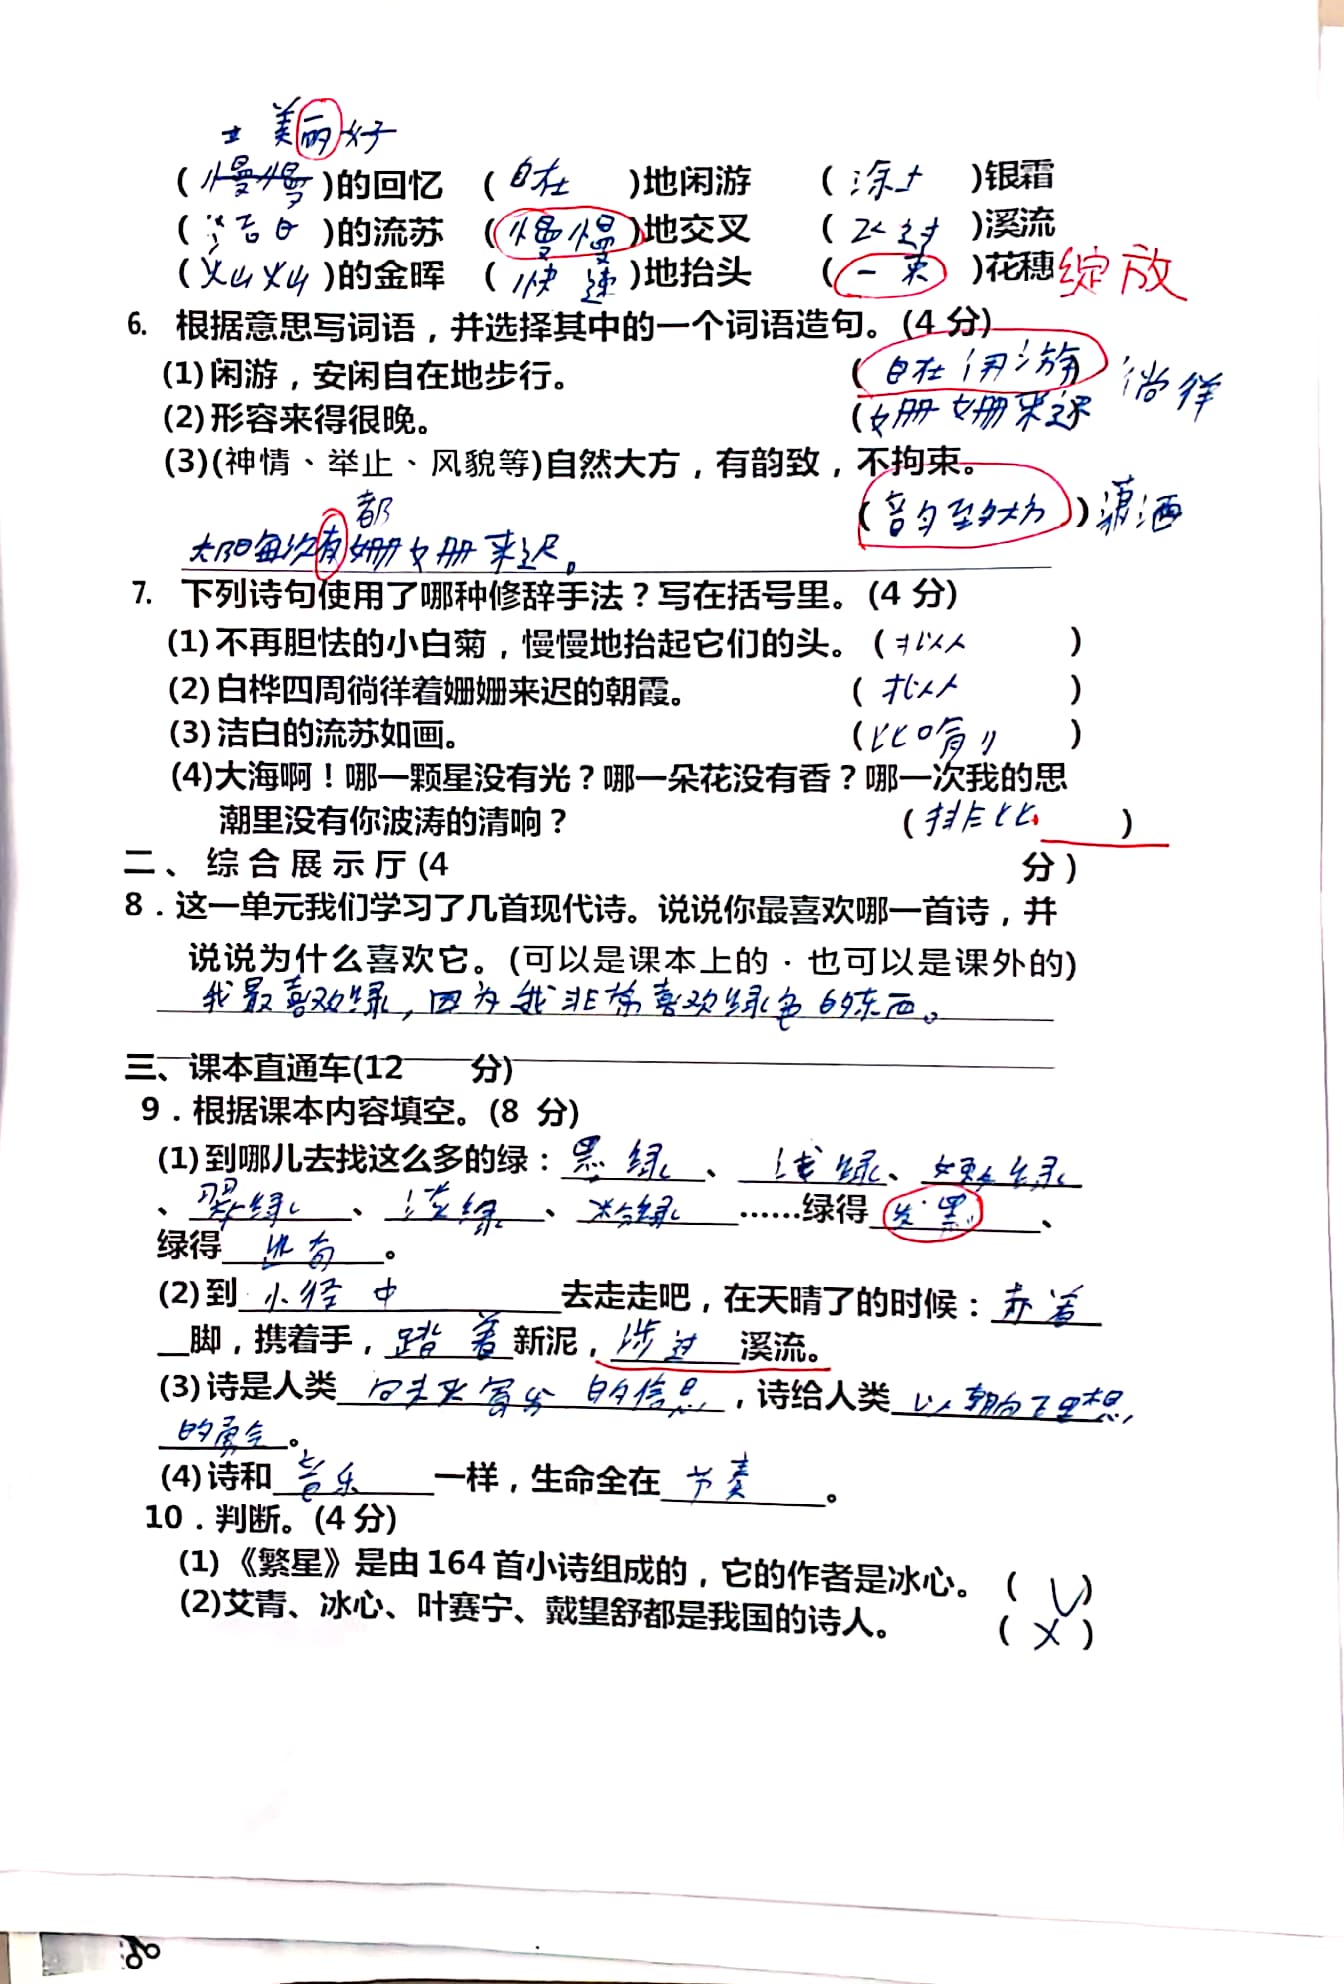 美丽好
(慢慢)的回忆 (自在)地闲游 (涂上)银霜
(洁白)的流苏 (慢慢)地交叉 ( )溪流
(灿灿)的金晖 (快速)地抬头 (一束)花穗 绽放
6. 根据意思写词语，并选择其中的一个词语造句。(4 分)
(1)闲游，安闲自在地步行。 (自在闲游) 徜徉
(2)形容来得很晚。 (姗姗来迟
(3)(神情、举止、风貌等)自然大方，有韵致，不拘束。
( ) 潇洒
都
太阳每次有姗姗来迟。
7. 下列诗句使用了哪种修辞手法？写在括号里。(4 分)
(1)不再胆怯的小白菊，慢慢地抬起它们的头。(拟人)
(2)白桦四周徜徉着姗姗来迟的朝霞。 (拟人)
(3)洁白的流苏如画。 (比喻)
(4)大海啊！哪一颗星没有光？哪一朵花没有香？哪一次我的思
潮里没有你波涛的清响？ (排比)
二、综合展示厅(4 分)
8．这一单元我们学习了几首现代诗。说说你最喜欢哪一首诗，并
说说为什么喜欢它。(可以是课本上的·也可以是课外的)
我最喜欢绿，因为我非常喜欢绿色的东西。
三、课本直通车(12 分)
9．根据课本内容填空。(8 分)
(1)到哪儿去找这么多的绿：墨绿、浅绿、嫩绿
、翠绿、淡绿、粉绿……绿得发黑、
绿得出奇。
(2)到小径中去走走吧，在天晴了的时候：赤着
脚，携着手，踏着新泥，涉过溪流。
(3)诗是人类向未来寄发的信息，诗给人类以朝向理想
的勇气。
(4)诗和音乐一样，生命全在节奏。
10．判断。(4分)
(1)《繁星》是由164首小诗组成的，它的作者是冰心。(√)
(2)艾青、冰心、叶赛宁、戴望舒都是我国的诗人。 (×)